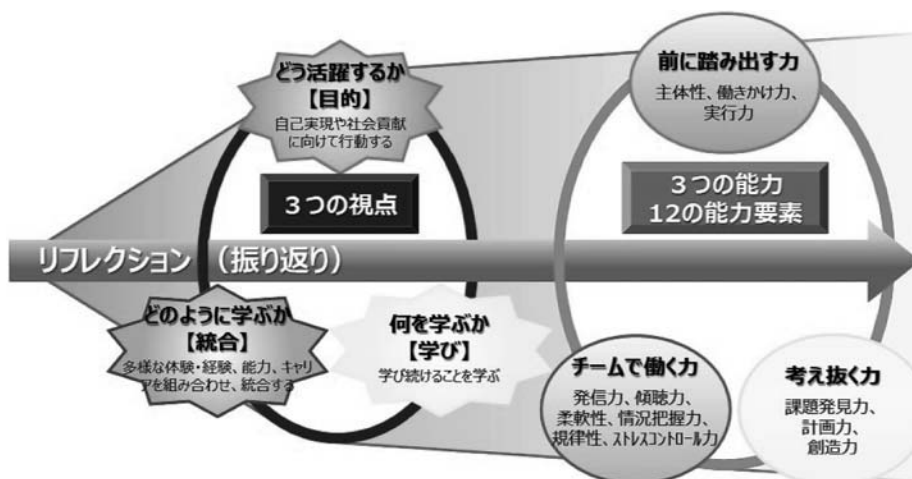 どう活躍するか
【目的】
自己実現や社会貢献
に向けて行動する
3つの視点
リフレクション (振り返り)
どのように学ぶか
【統合】
多様な体験・経験、能力、キャリ
アを組み合わせ、統合する
何を学ぶか
【学び】
学び続けることを学ぶ
前に踏み出す力
主体性、働きかけ力、
実行力
3つの能力
12の能力要素
チームで働く力
発信力、傾聴力、
柔軟性、情況把握力、
規律性、ストレスコントロール力
考え抜く力
課題発見力、
計画力、
創造力